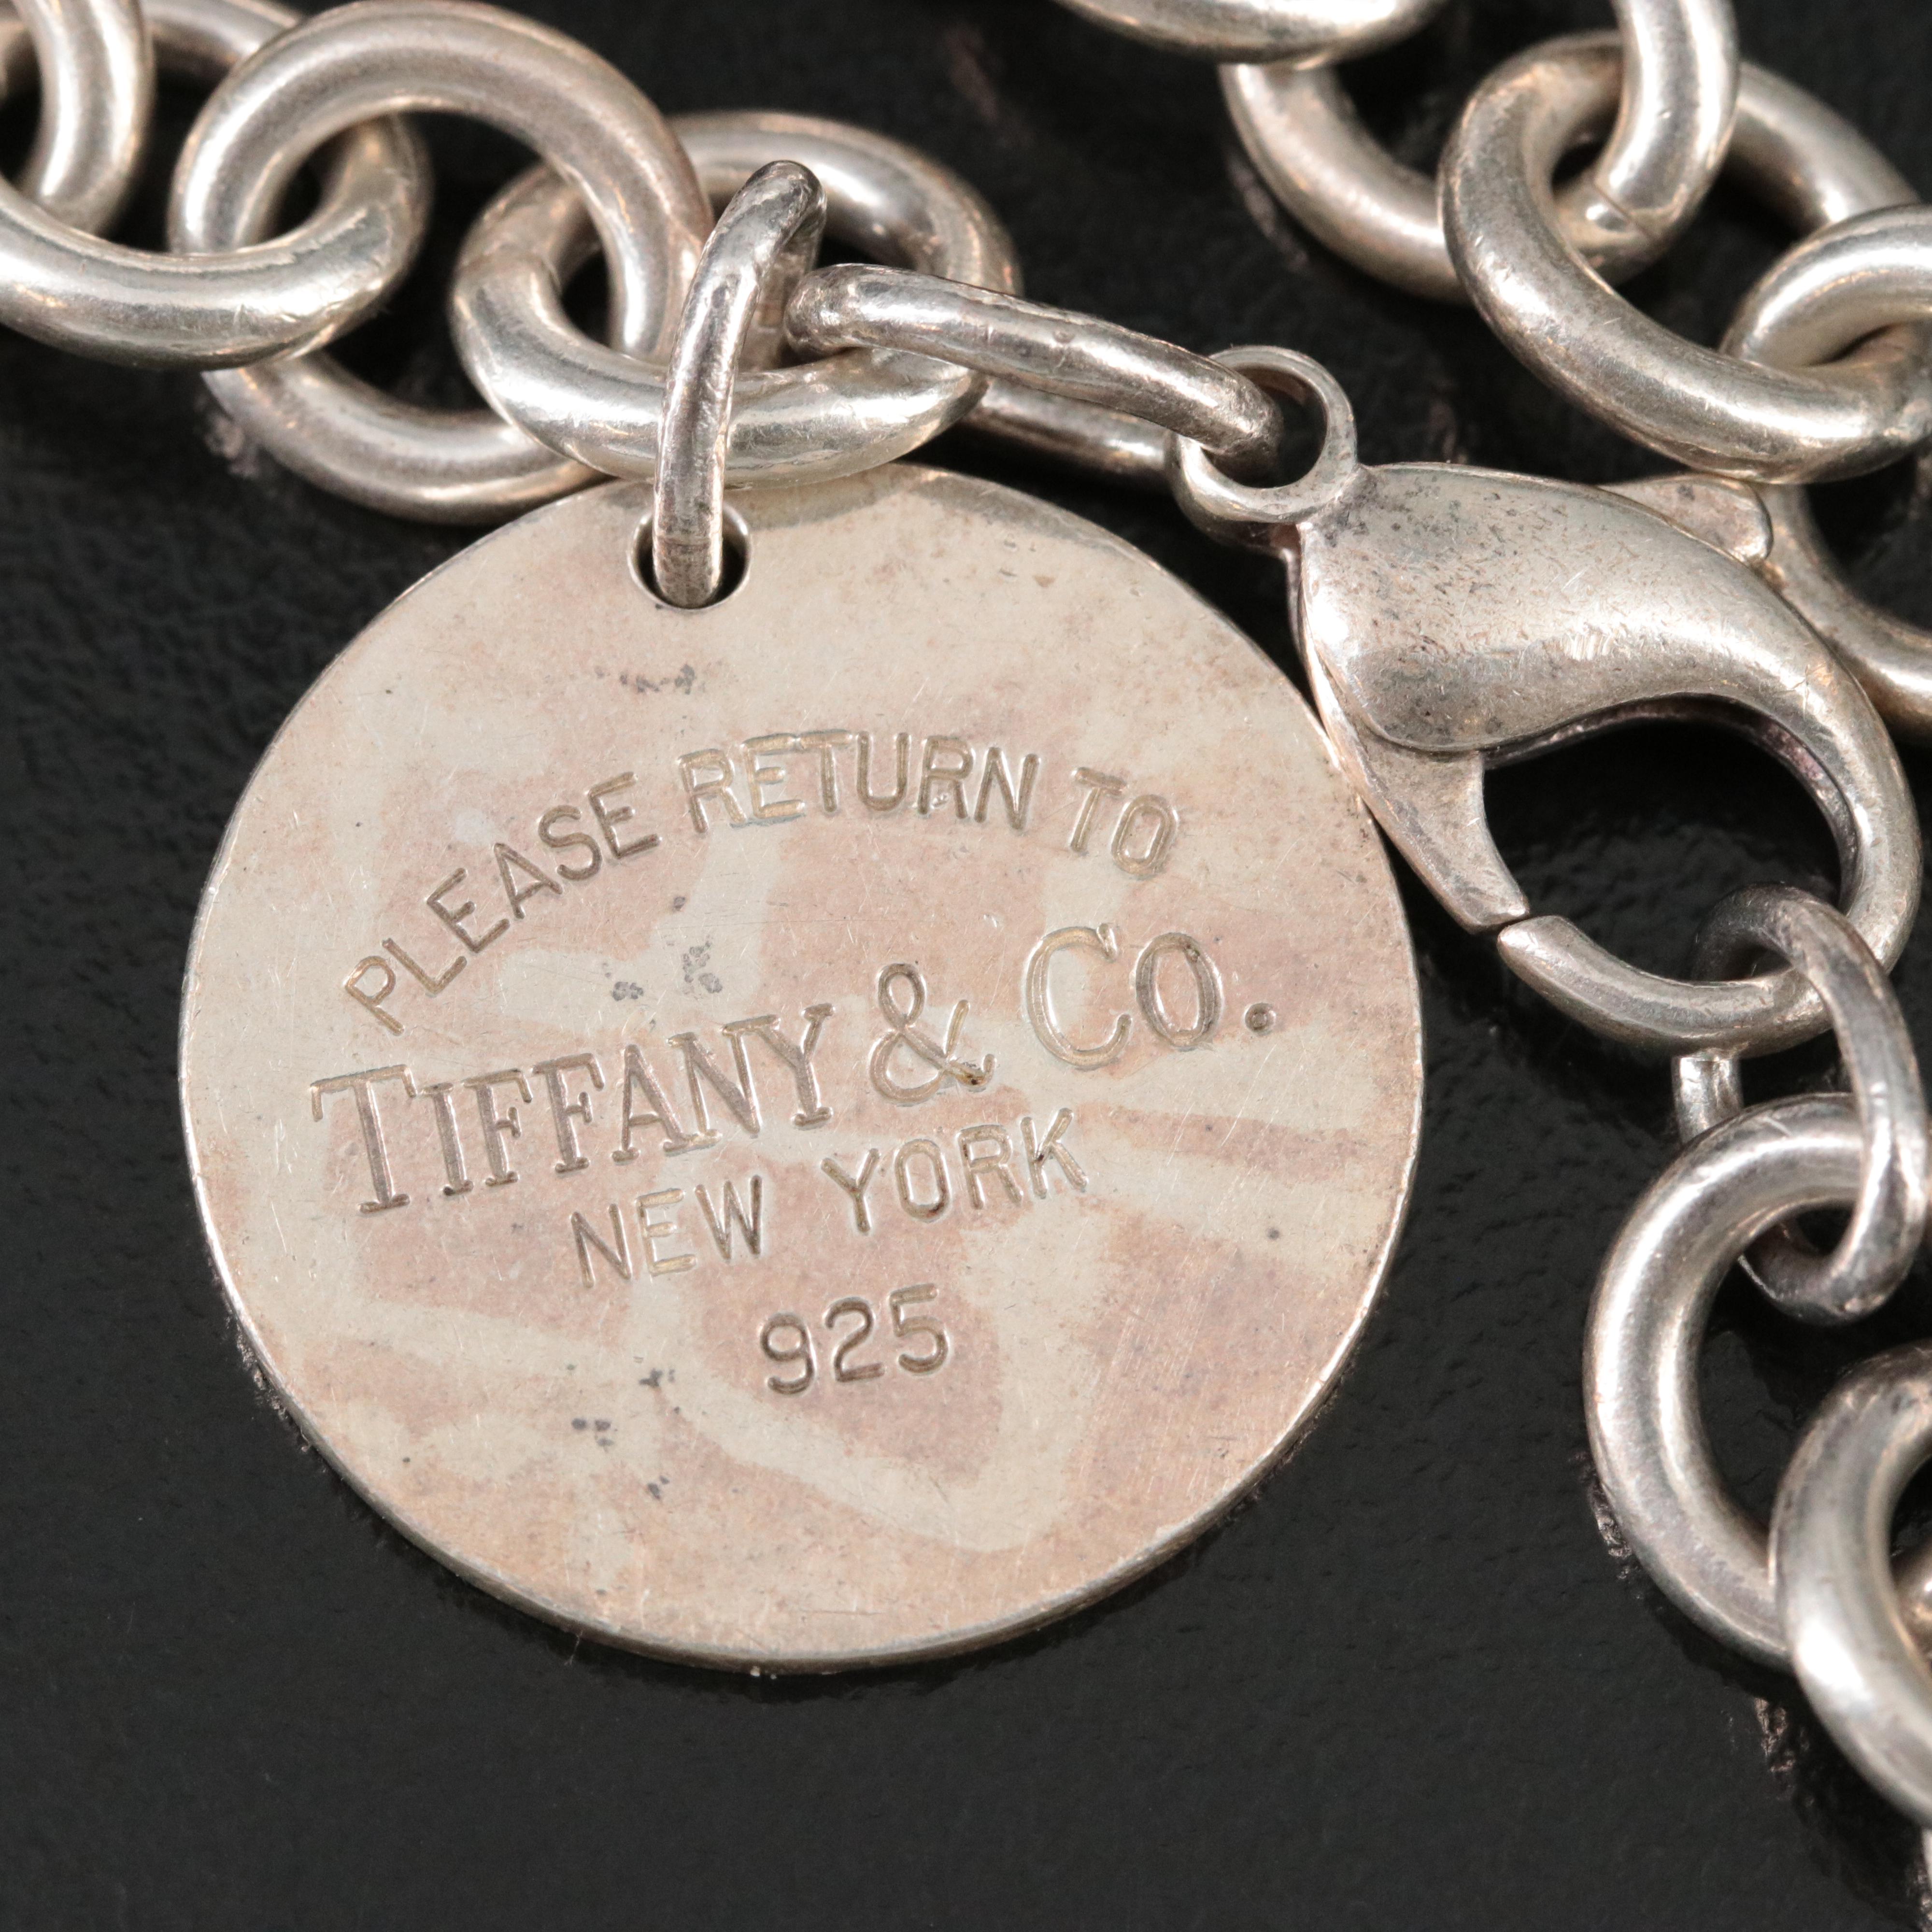 PLEASE RETURN TO
TIFFANY & CO.
NEW YORK
925